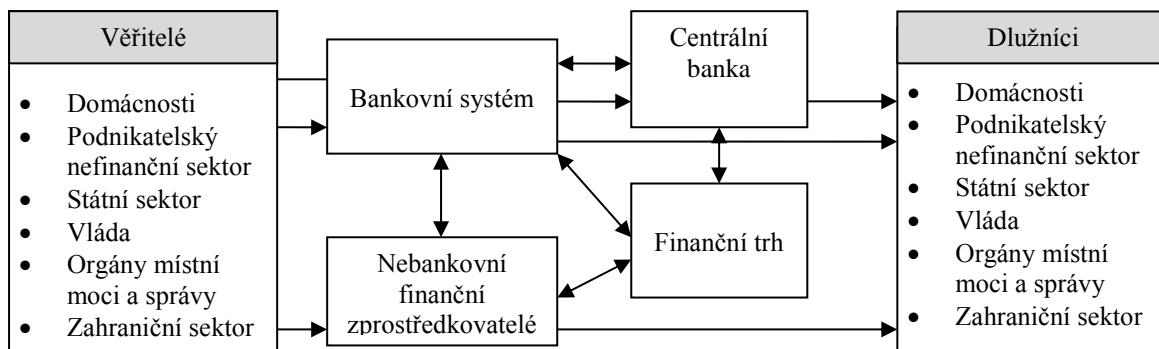 Věřitelé
• Domácnosti
• Podnikatelský
nefinanční sektor
• Státní sektor
• Vláda
• Orgány místní
moci a správy
• Zahraniční sektor
Bankovní systém
Nebankovní
finanční
zprostředkovatelé
Centrální
banka
Finanční trh
Dlužníci
• Domácnosti
• Podnikatelský
nefinanční sektor
• Státní sektor
• Vláda
• Orgány místní
moci a správy
• Zahraniční sektor